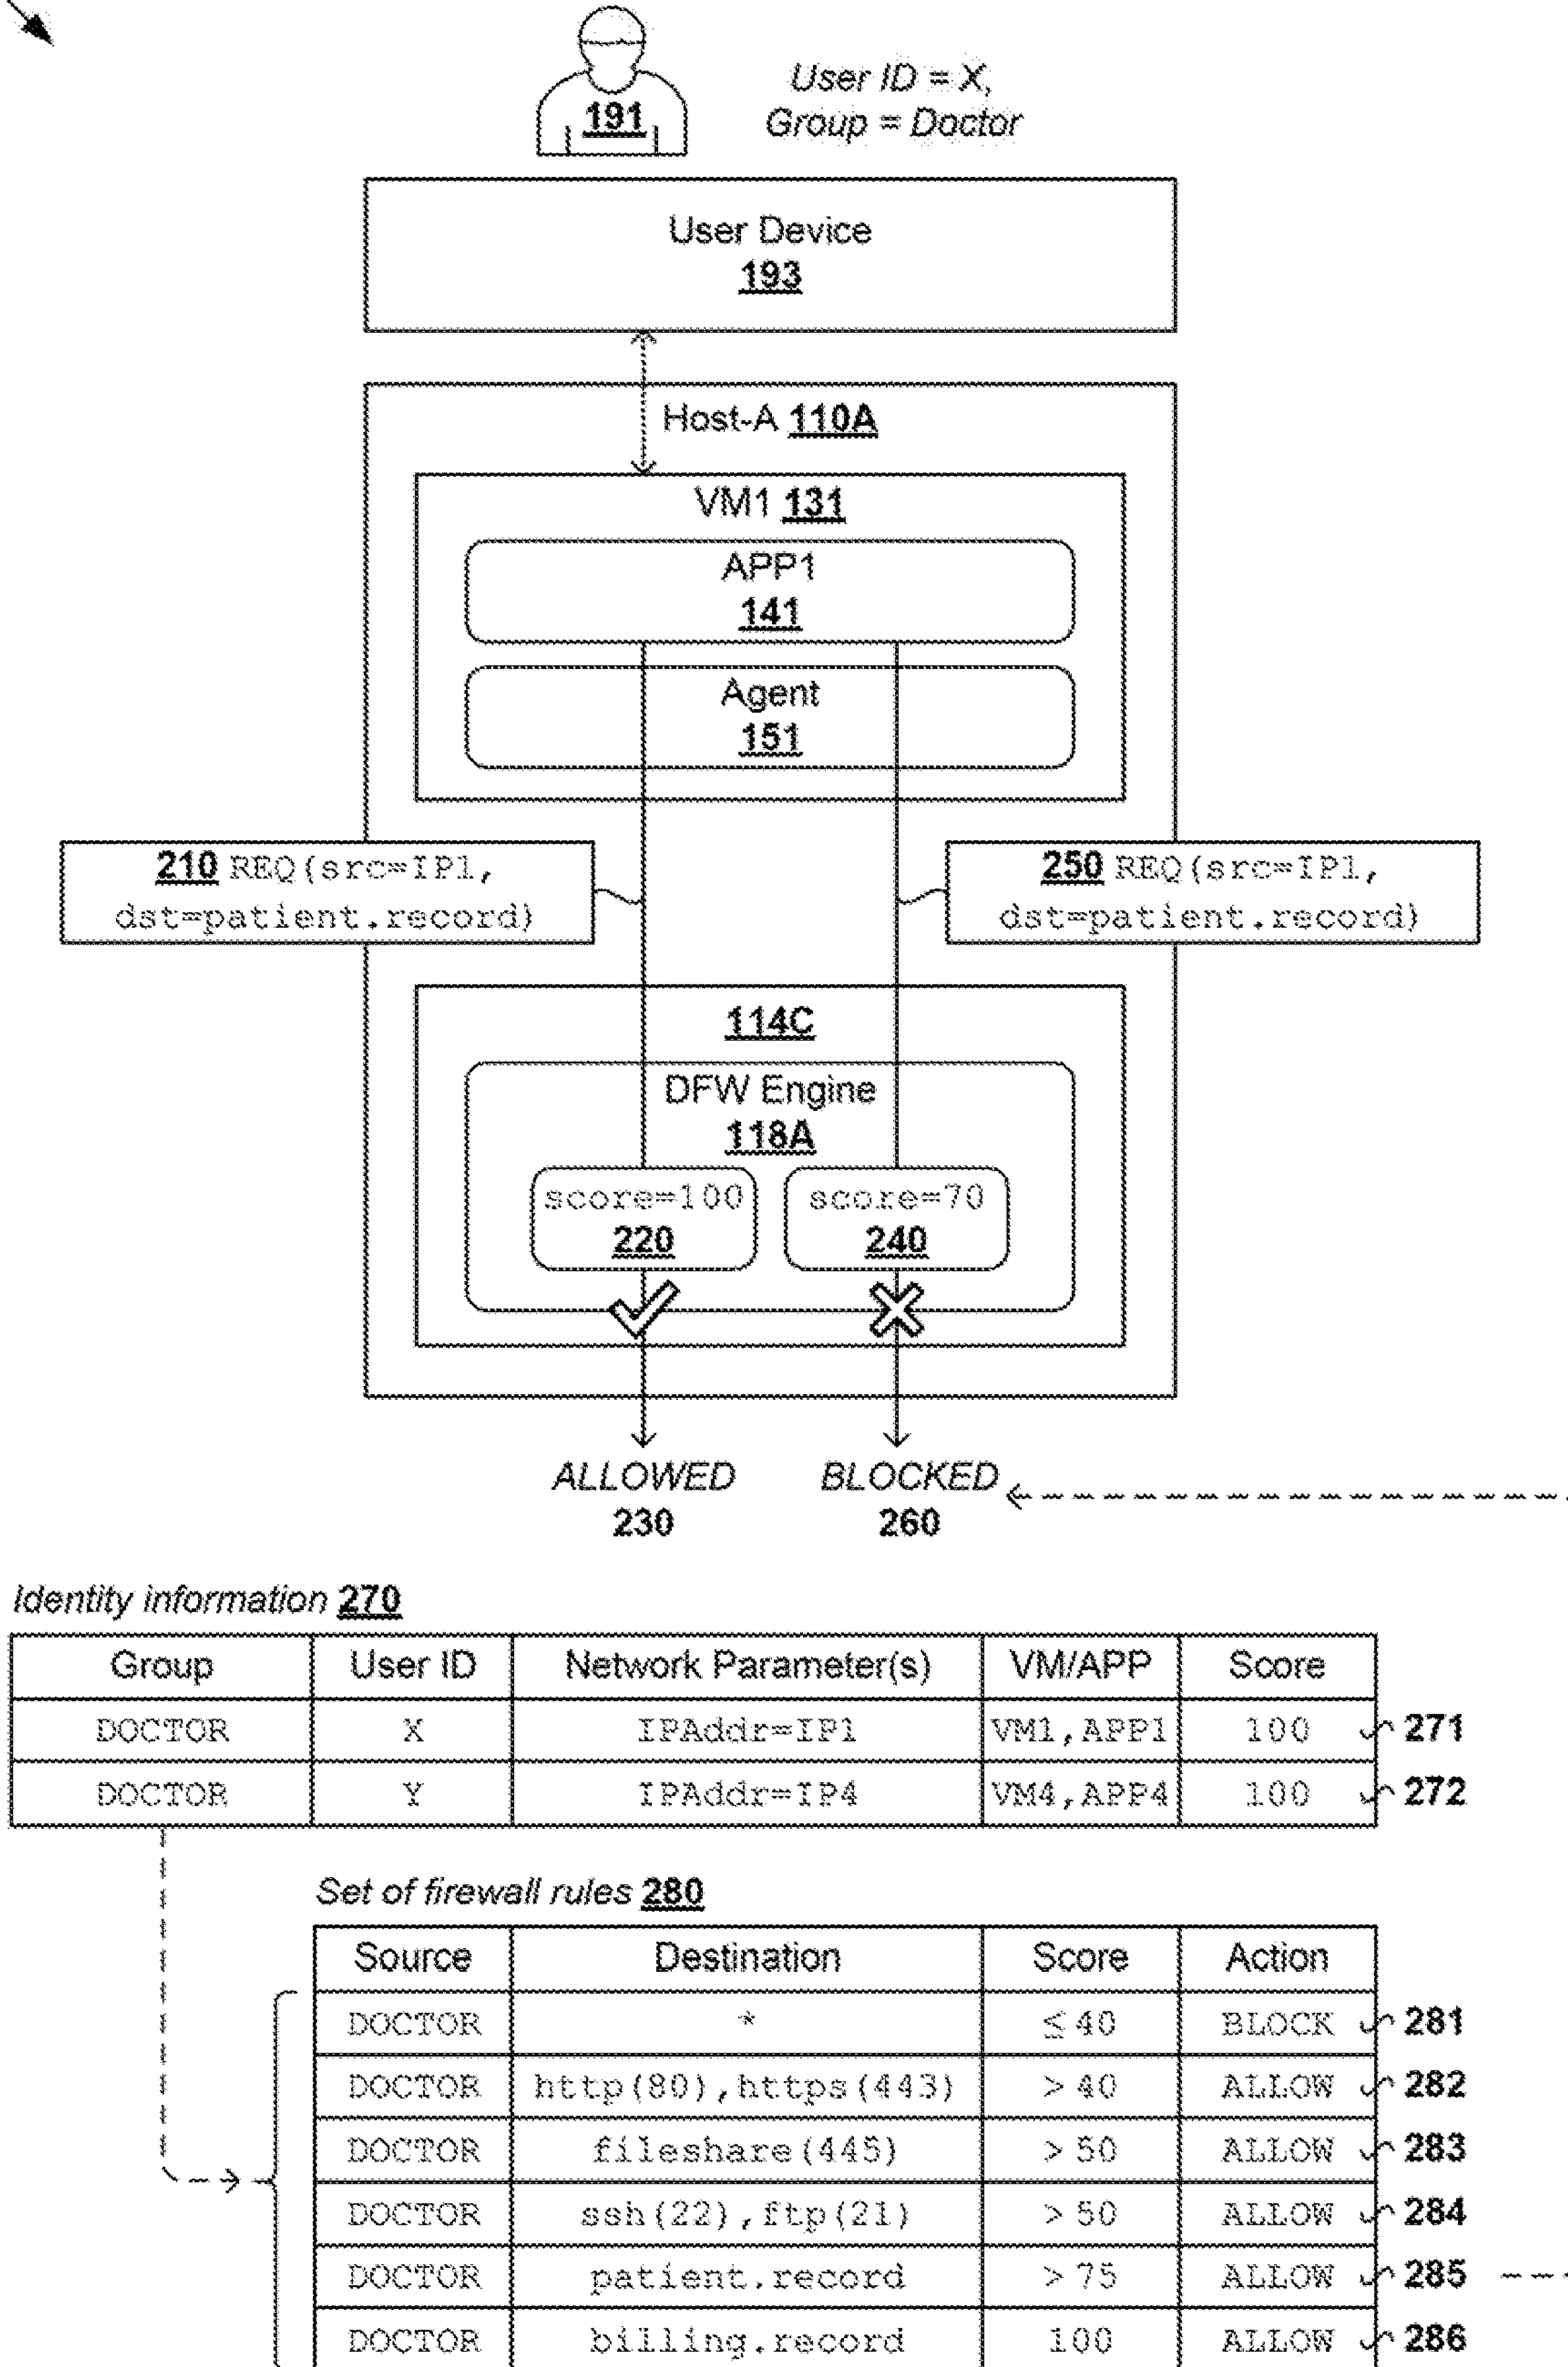 191
User ID = X,
Group = Doctor
User Device
193
Host-A 110A
VM1 131
APP1
141
Agent
151
210 REQ(src=IP1,
dst=patient.record)
250 REQ(src=IP1,
dst=patient.record)
114C
DFW Engine
118A
score=100
220
score=70
240
ALLOWED
230
BLOCKED
260
Identity information 270
Group User ID Network Parameter(s) VM/APP Score
DOCTOR X IPAddr=IP1 VM1,APP1 100 271
DOCTOR Y IPAddr=IP4 VM4,APP4 100 272
Set of firewall rules 280
Source Destination Score Action
DOCTOR * ≤ 40 BLOCK 281
DOCTOR http(80),https(443) > 40 ALLOW 282
DOCTOR fileshare(445) > 50 ALLOW 283
DOCTOR ssh(22),ftp(21) > 50 ALLOW 284
DOCTOR patient.record > 75 ALLOW 285
DOCTOR billing.record 100 ALLOW 286